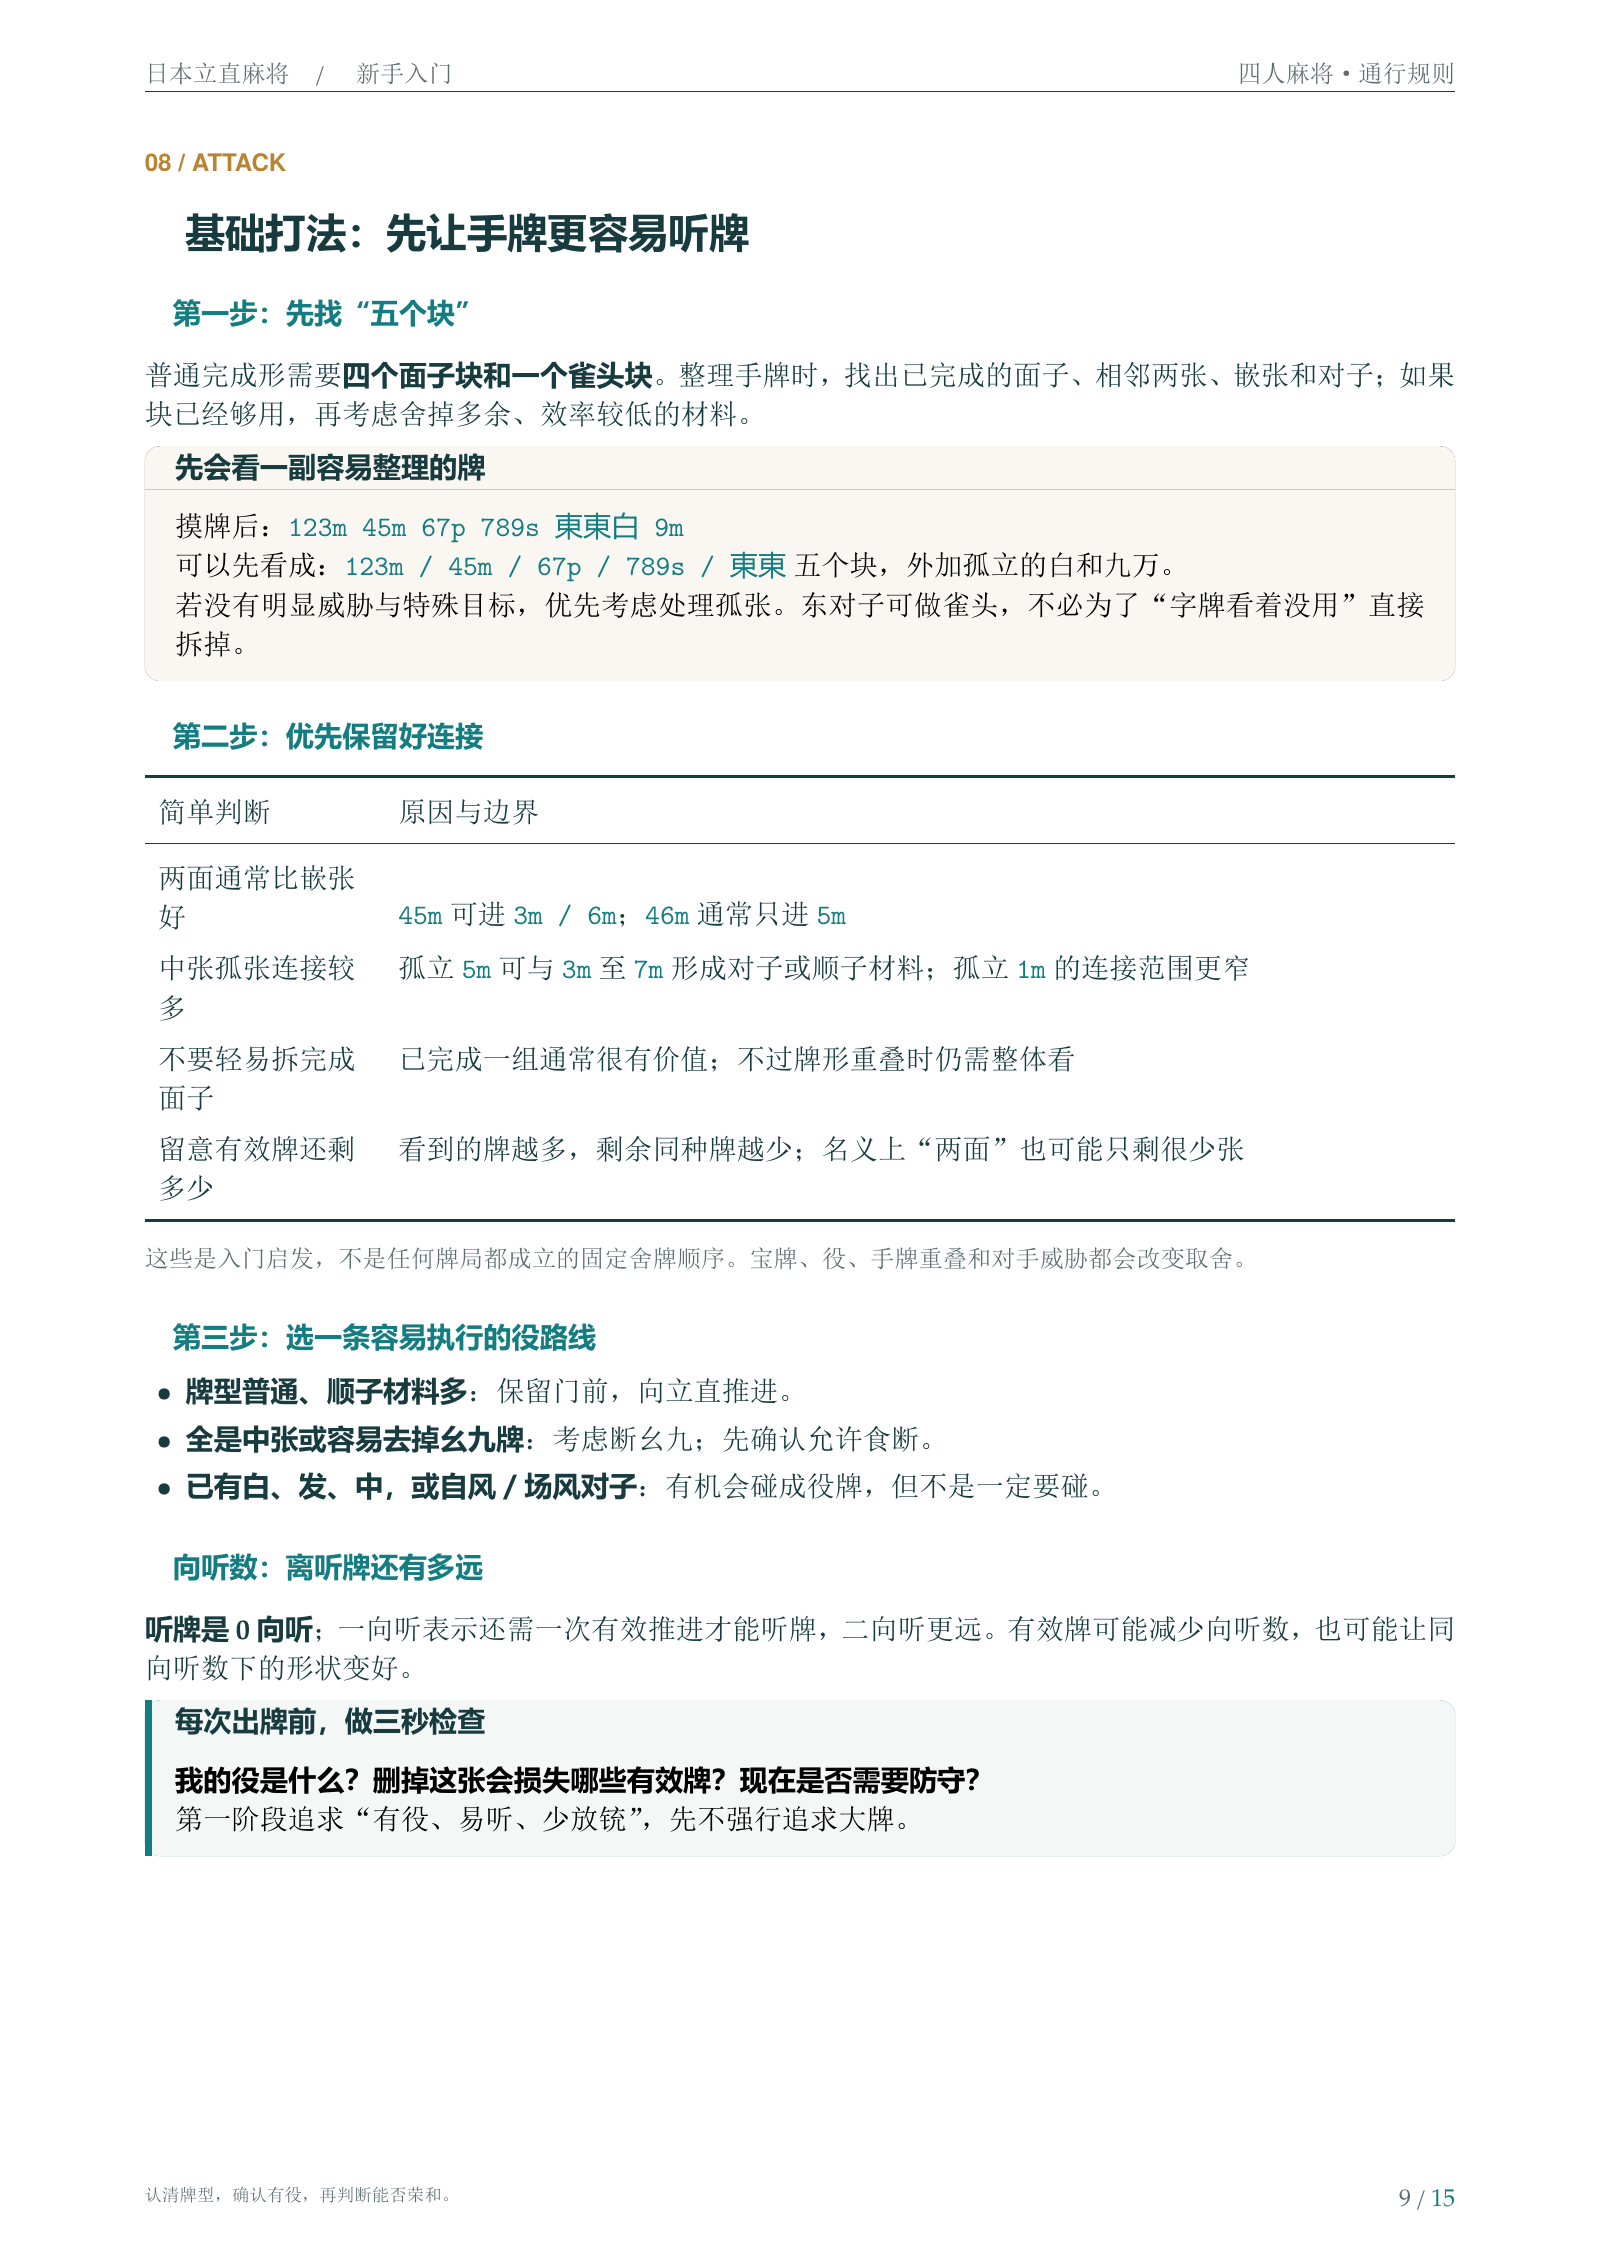 日本立直麻将 / 新手入门
四人麻将·通行规则
08 / ATTACK
基础打法：先让手牌更容易听牌
第一步：先找“五个块”
普通完成形需要四个面子块和一个雀头块。整理手牌时，找出已完成的面子、相邻两张、嵌张和对子；如果
块已经够用，再考虑舍掉多余、效率较低的材料。
先会看一副容易整理的牌
摸牌后：123m 45m 67p 789s 東東白 9m
可以先看成：123m / 45m / 67p / 789s / 東東 五个块，外加孤立的白和九万。
若没有明显威胁与特殊目标，优先考虑处理孤张。东对子可做雀头，不必为了“字牌看着没用”直接
拆掉。
第二步：优先保留好连接
简单判断 原因与边界
两面通常比嵌张
好
45m 可进 3m / 6m；46m 通常只进 5m
中张孤张连接较
多
孤立 5m 可与 3m 至 7m 形成对子或顺子材料；孤立 1m 的连接范围更窄
不要轻易拆完成
面子
已完成一组通常很有价值；不过牌形重叠时仍需整体看
留意有效牌还剩
多少
看到的牌越多，剩余同种牌越少；名义上“两面”也可能只剩很少张
这些是入门启发，不是任何牌局都成立的固定舍牌顺序。宝牌、役、手牌重叠和对手威胁都会改变取舍。
第三步：选一条容易执行的役路线
• 牌型普通、顺子材料多：保留门前，向立直推进。
• 全是中张或容易去掉幺九牌：考虑断幺九；先确认允许食断。
• 已有白、发、中，或自风 / 场风对子：有机会碰成役牌，但不是一定要碰。
向听数：离听牌还有多远
听牌是 0 向听；一向听表示还需一次有效推进才能听牌，二向听更远。有效牌可能减少向听数，也可能让同
向听数下的形状变好。
每次出牌前，做三秒检查
我的役是什么？删掉这张会损失哪些有效牌？现在是否需要防守？
第一阶段追求“有役、易听、少放铳”，先不强行追求大牌。
认清牌型，确认有役，再判断能否荣和。
9 / 15